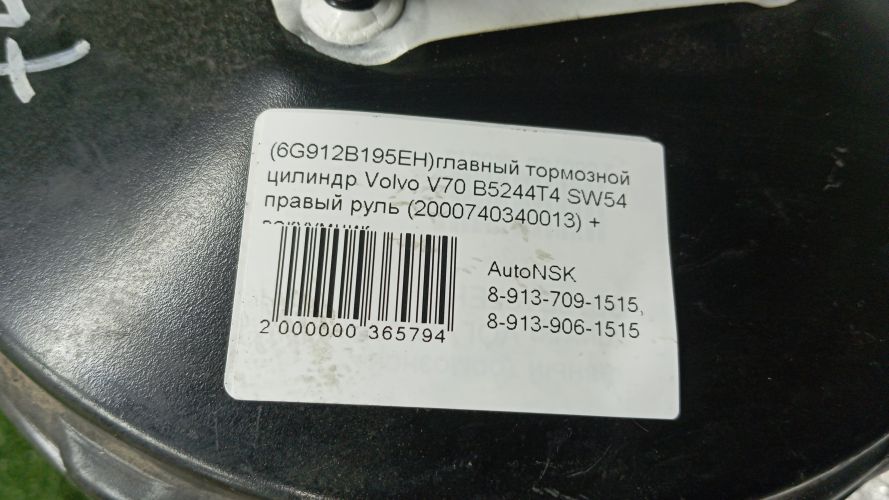 (6G912B195EH)главный тормозной
цилиндр Volvo V70 B5244T4 SW54
правый руль (2000740340013) +
вакуумник
AutoNSK
8-913-709-1515,
8-913-906-1515
2 000000 365794